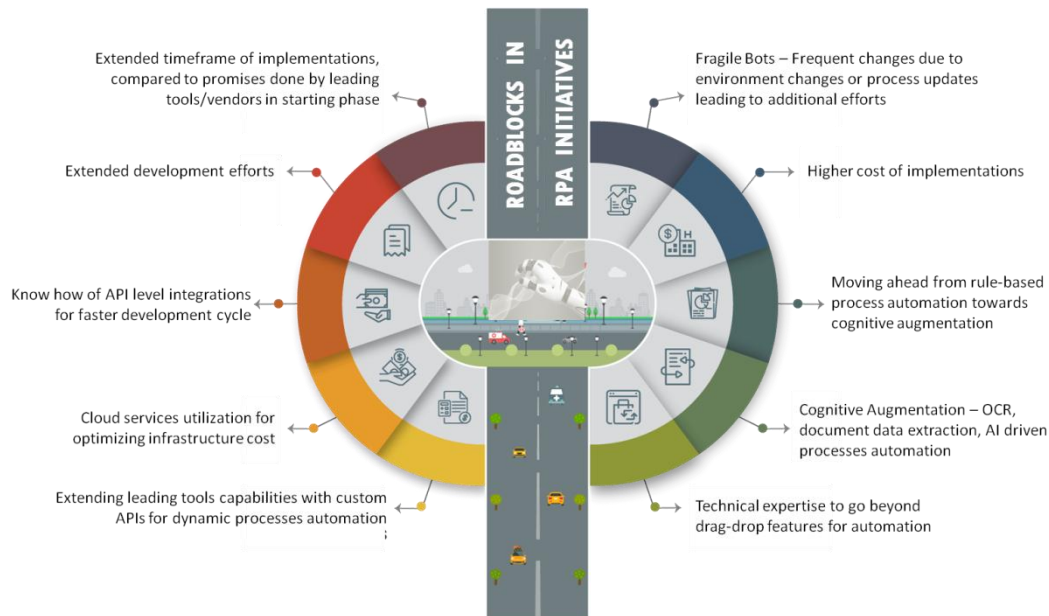 ROADBLOCKS IN
RPA INITIATIVES
Extended timeframe of implementations,
compared to promises done by leading
tools/vendors in starting phase
Extended development efforts
Know how of API level integrations
for faster development cycle
Cloud services utilization for
optimizing infrastructure cost
Extending leading tools capabilities with custom
APIs for dynamic processes automation
s
Fragile Bots – Frequent changes due to
environment changes or process updates
leading to additional efforts
Higher cost of implementations
Moving ahead from rule-based
process automation towards
cognitive augmentation
Cognitive Augmentation – OCR,
document data extraction, AI driven
processes automation
Technical expertise to go beyond
drag-drop features for automation
H